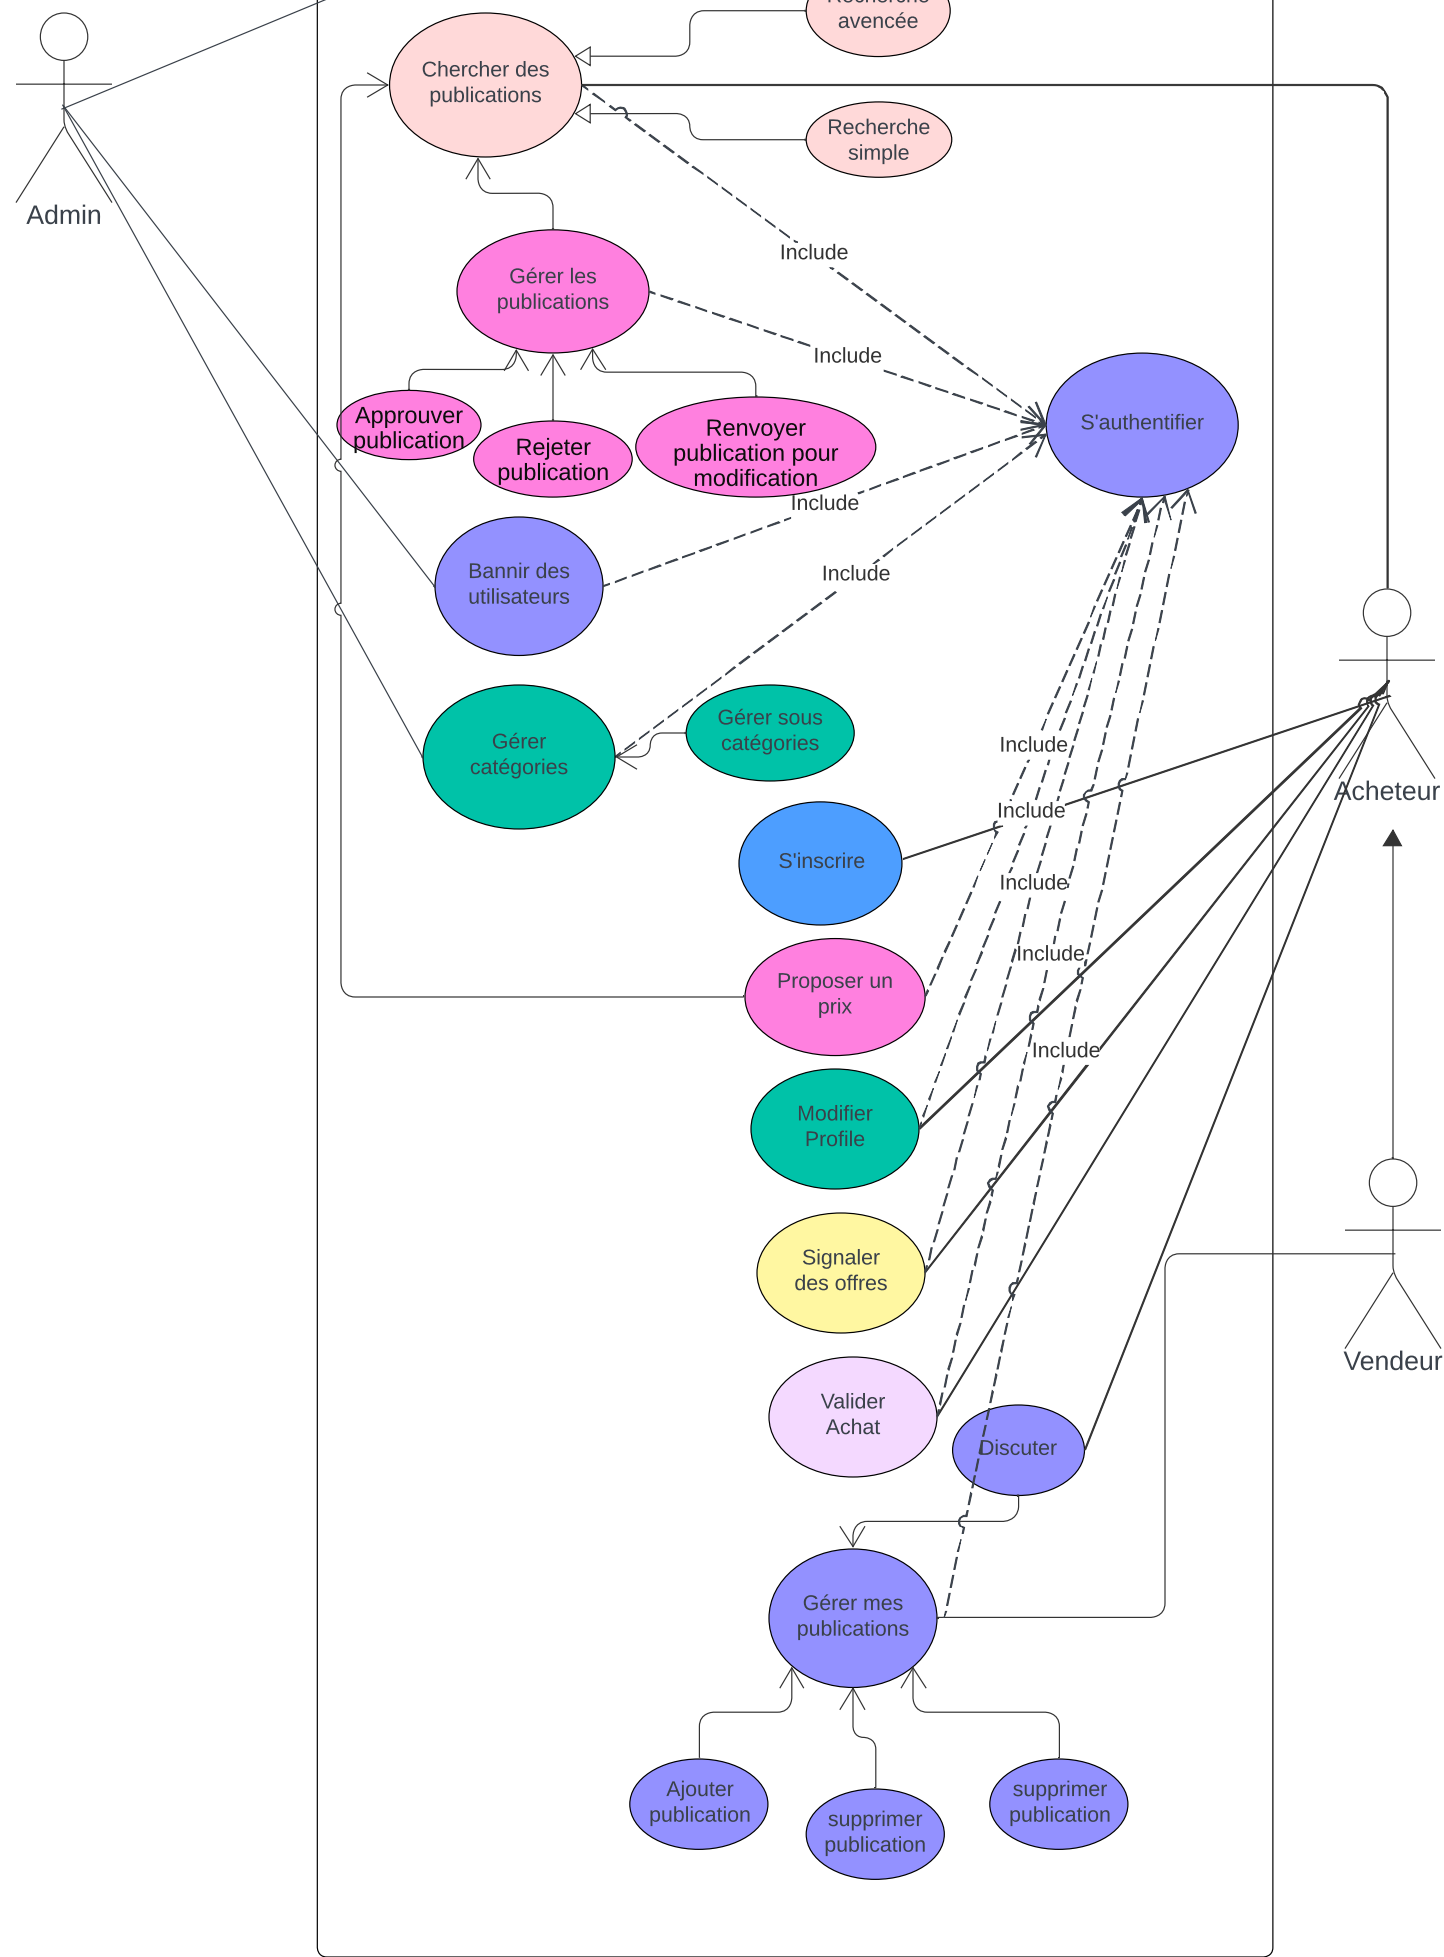 avencée
Chercher des
publications
Recherche
simple
Admin
Include
Gérer les
publications
Include
S'authentifier
Approuver
publication
Rejeter
publication
Renvoyer
publication pour
modification
Include
Bannir des
utilisateurs
Include
Gérer
catégories
Gérer sous
catégories
Include
Acheteur
Include
S'inscrire
Include
Include
Proposer un
prix
Include
Modifier
Profile
Signaler
des offres
Vendeur
Valider
Achat
Discuter
Gérer mes
publications
Ajouter
publication
supprimer
publication
supprimer
publication